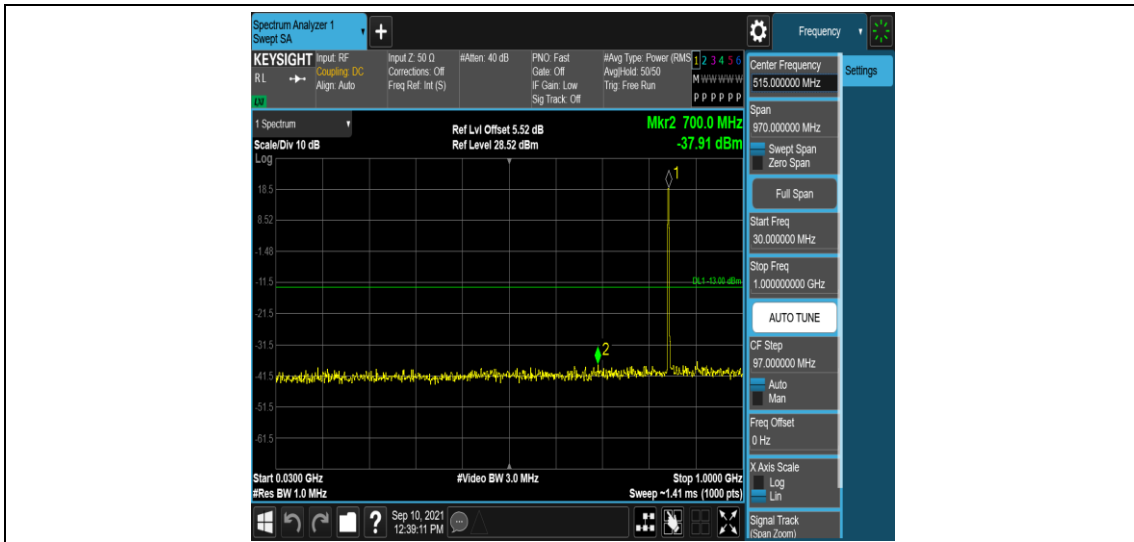 Spectrum Analyzer 1
Swept SA
+
Frequency
KEYSIGHT
RL
LXI
Input: RF
Coupling: DC
Align: Auto
Input Z: 50 Ω
Corrections: Off
Freq Ref: Int (S)
#Atten: 40 dB
PNO: Fast
Gate: Off
IF Gain: Low
Sig Track: Off
#Avg Type: Power (RMS
Avg|Hold: 50/50
Trig: Free Run
1 2 3 4 5 6
M W W W W W
P P P P P P
1 Spectrum
Scale/Div 10 dB
Ref Lvl Offset 5.52 dB
Ref Level 28.52 dBm
Mkr2 700.0 MHz
-37.91 dBm
Log
1
18.5
8.52
-1.48
-11.5
DL1 -13.00 dBm
-21.5
-31.5
2
-41.5
-51.5
-61.5
Start 0.0300 GHz
#Video BW 3.0 MHz
Stop 1.0000 GHz
#Res BW 1.0 MHz
Sweep ~1.41 ms (1000 pts)
?
Sep 10, 2021
12:39:11 PM
Center Frequency
515.000000 MHz
Settings
Span
970.000000 MHz
Swept Span
Zero Span
Full Span
Start Freq
30.000000 MHz
Stop Freq
1.000000000 GHz
AUTO TUNE
CF Step
97.000000 MHz
Auto
Man
Freq Offset
0 Hz
X Axis Scale
Log
Lin
Signal Track
(Span Zoom)